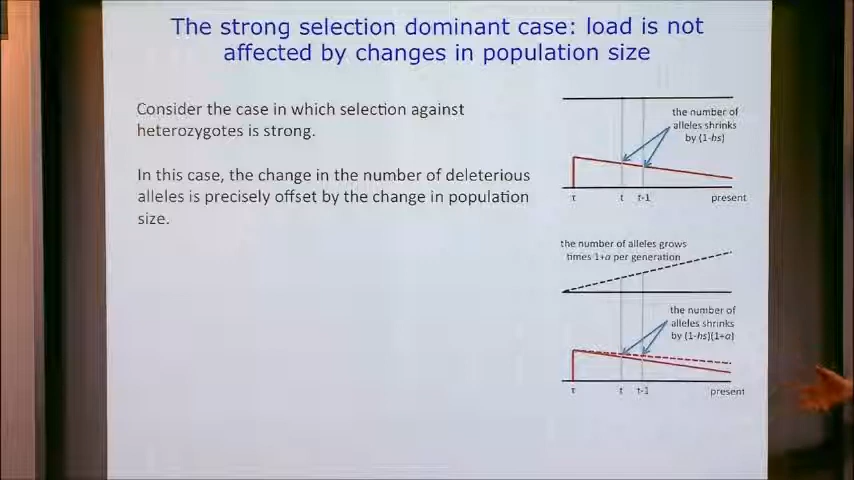 The strong selection dominant case: load is not
affected by changes in population size
Consider the case in which selection against
heterozygotes is strong.
In this case, the change in the number of deleterious
alleles is precisely offset by the change in population
size.
the number of
alleles shrinks
by (1-hs)
τ t t-1 present
the number of alleles grows
times 1+a per generation
the number of
alleles shrinks
by (1-hs)(1+a)
τ t t-1 present